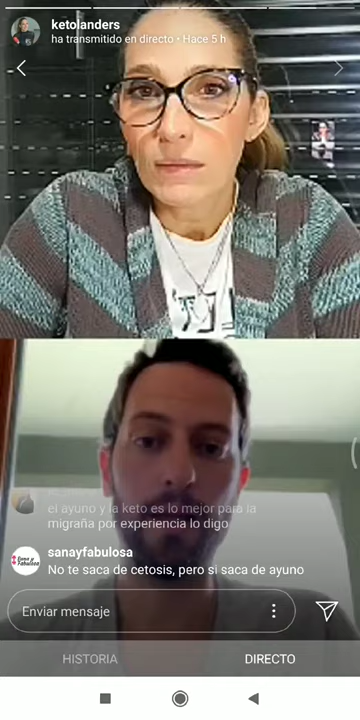 ketolanders
ha transmitido en directo • Hace 5 h
el ayuno y la keto es lo mejor para la
migraña por experiencia lo digo
sanayfabulosa
No te saca de cetosis, pero si saca de ayuno
Enviar mensaje
HISTORIA
DIRECTO